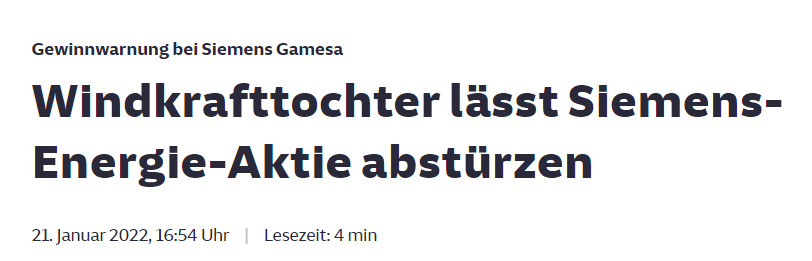 Gewinnwarnung bei Siemens Gamesa
Windkrafttochter lässt Siemens-
Energie-Aktie abstürzen
21. Januar 2022, 16:54 Uhr | Lesezeit: 4 min